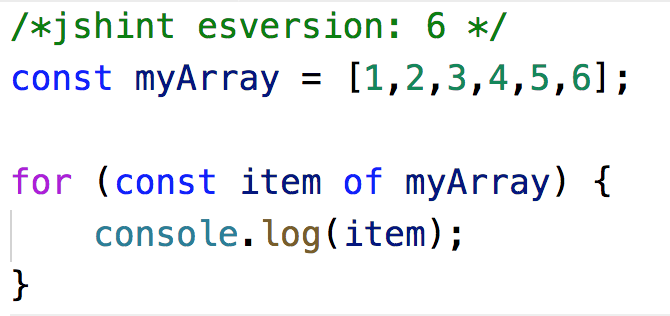 /*jshint esversion: 6 */
const myArray = [1,2,3,4,5,6];
for (const item of myArray) {
    console.log(item);
}